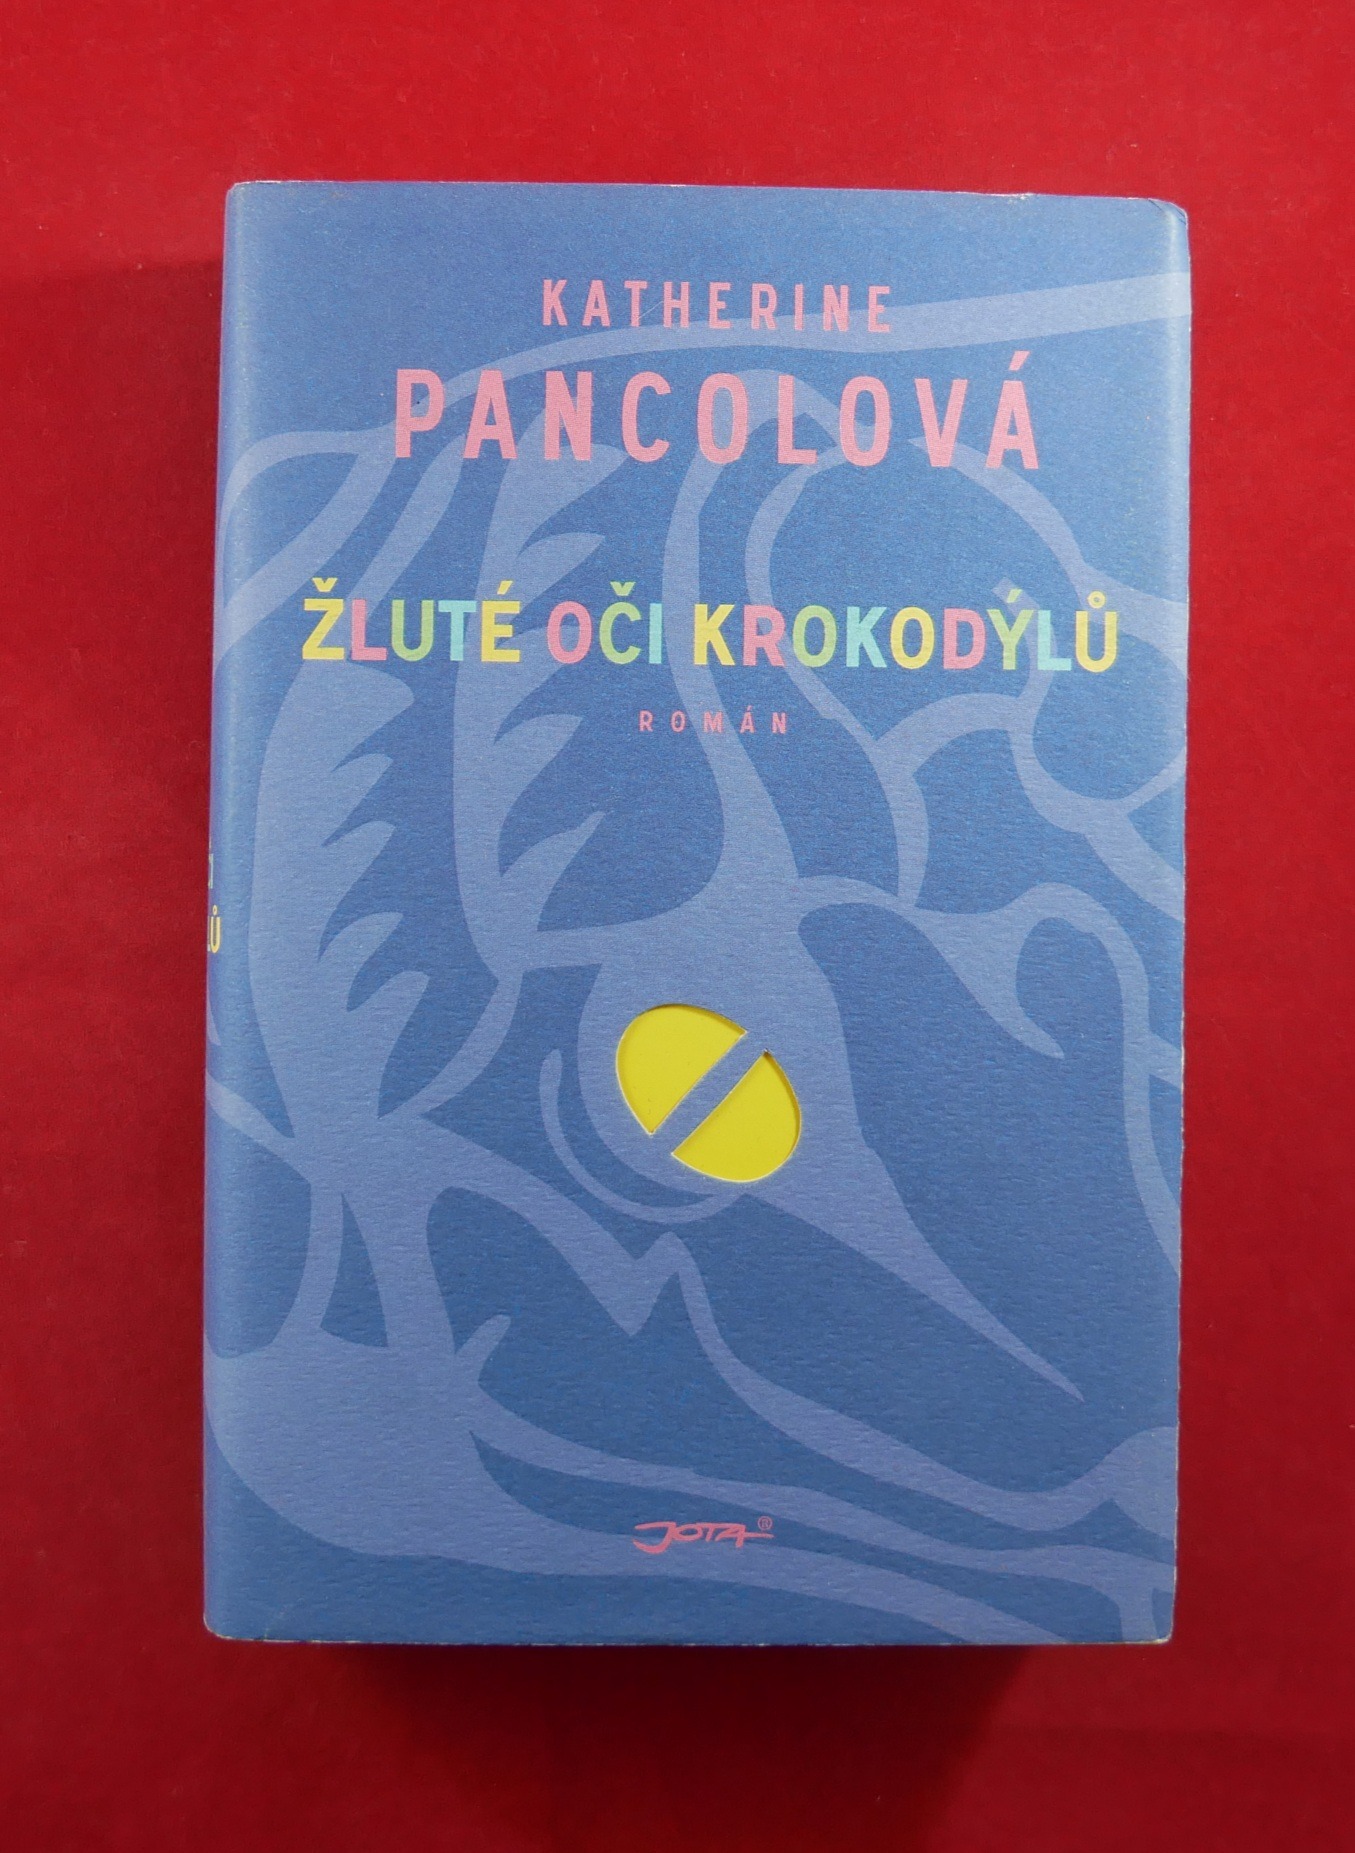 KATHERINE
PANCOLOVÁ
ŽLUTÉ OČI KROKODÝLŮ
ROMÁN
JOTA®